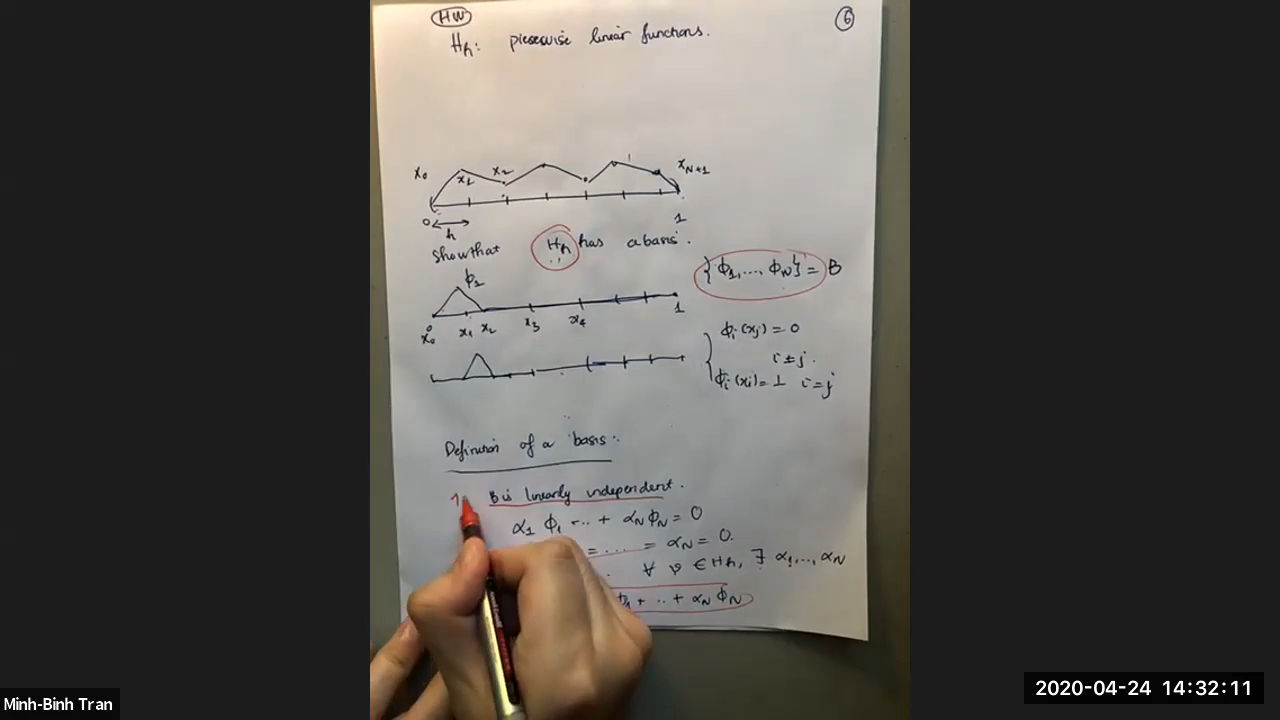 HW
6
H_h: piecewise linear functions.
x_0 x_1 x_2 x_{N+1}
0 h 1
Show that H_h has a basis.
{ϕ_1, ..., ϕ_N} = B
ϕ_1
x_0 x_1 x_2 x_3 x_4 1
ϕ_i(x_j) = 0
i ≠ j.
ϕ_i(x_i) = 1 i = j
Definition of a basis:
1
B is linearly independent.
α_1 ϕ_1 + ... + α_N ϕ_N = 0
= ... = α_N = 0.
∀ v ∈ H_h, ∃ α_1, ..., α_N
ϕ_1 + .. + α_N ϕ_N
Minh-Binh Tran
2020-04-24 14:32:11